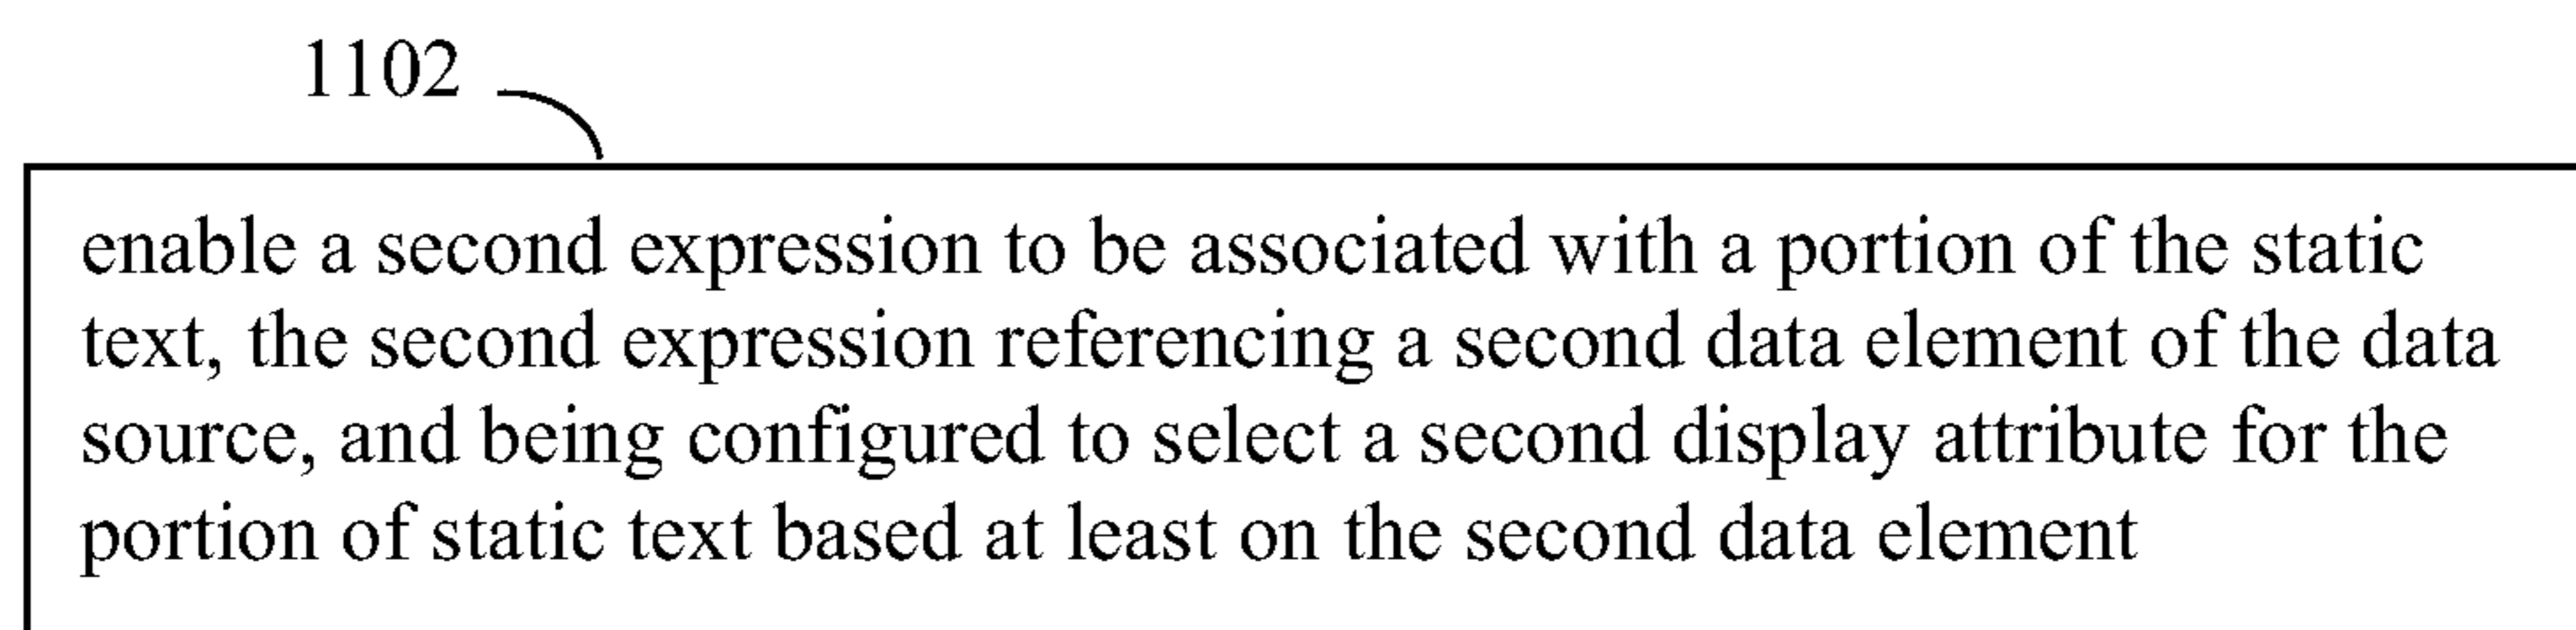 1102
enable a second expression to be associated with a portion of the static
text, the second expression referencing a second data element of the data
source, and being configured to select a second display attribute for the
portion of static text based at least on the second data element